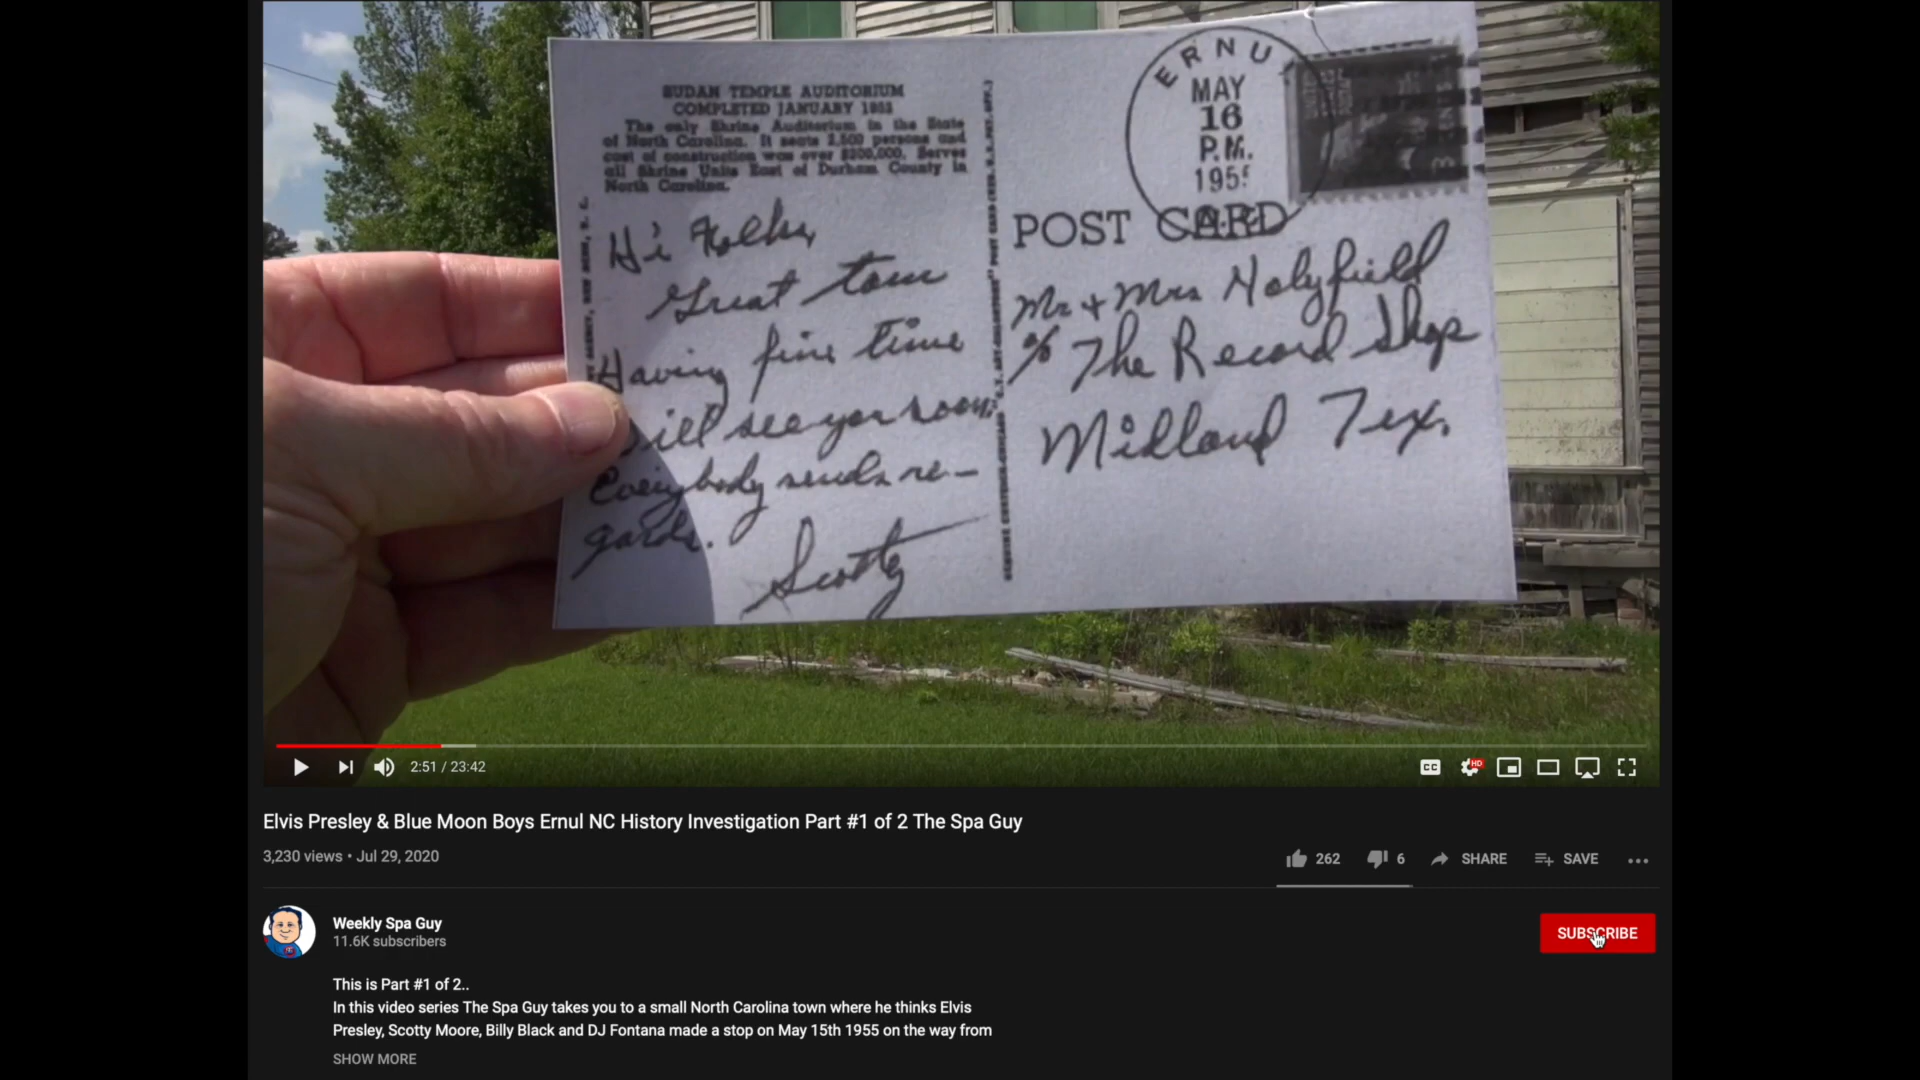 SUDAN TEMPLE AUDITORIUM
COMPLETED JANUARY 1953
The only Shrine Auditorium in the State
of North Carolina. It seats 2,500 persons and
cost of construction was over $200,000. Serves
all Shrine Units East of Durham County in
North Carolina.
Hi Folks,
Great tour
Having fine time
Will see you soon.
Everybody sends re-
gards.
Scotty
ERNU
MAY
16
P.M.
1955
N.C.
POST CARD
Mr + Mrs Holyfield
% The Record Shop
Midland Tex.
2:51 / 23:42
CC
HD
Elvis Presley & Blue Moon Boys Ernul NC History Investigation Part #1 of 2 The Spa Guy
3,230 views • Jul 29, 2020
262
6
SHARE
SAVE
Weekly Spa Guy
11.6K subscribers
SUBSCRIBE
This is Part #1 of 2..
In this video series The Spa Guy takes you to a small North Carolina town where he thinks Elvis
Presley, Scotty Moore, Billy Black and DJ Fontana made a stop on May 15th 1955 on the way from
SHOW MORE